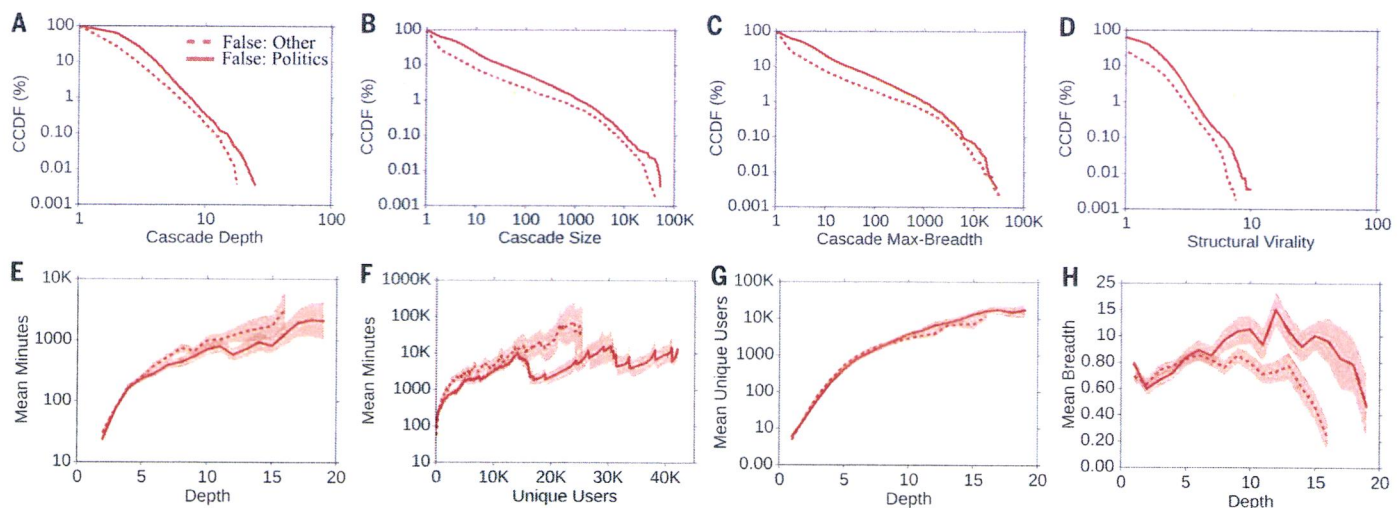 A
CCDF (%)
100
100
10
1
0.10
0.01
0.001
1
10
100
Cascade Depth
False: Other
False: Politics
B
CCDF (%)
100
10
1
0.10
0.01
0.001
1
10
100
1000
10K
100K
Cascade Size
C
CCDF (%)
100
10
1
0.100
0.01
0.001
1
10
100
1000
10K
100K
Cascade Max-Breadth
D
CCDF (%)
100
10
1
0.10
0.01
0.001
1
10
100
Structural Virality
E
Mean Minutes
10K
1000
100
10
0
5
10
15
20
Depth
F
Mean Minutes
1000K
100K
10K
1000
100
10
0
10K
20K
30K
40K
Unique Users
G
Mean Unique Users
100K
10K
1000
100
10
0.00
0
5
10
15
20
Depth
H
Mean Breadth
25
15
10
0.80
0.60
0.40
0.20
0.00
0
5
10
15
20
Depth